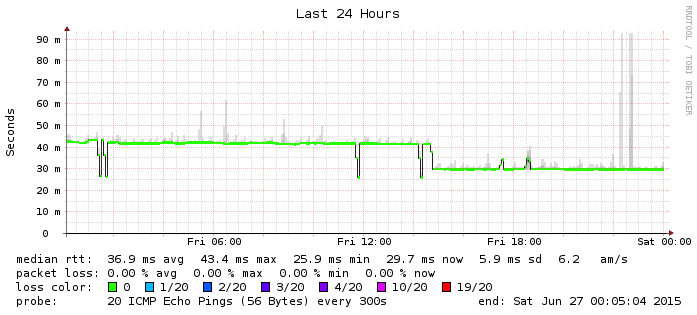 Last 24 Hours
RRDTOOL / TOBI OETIKER
Seconds
90 m
80 m
70 m
60 m
50 m
40 m
30 m
20 m
10 m
0
Fri 06:00 Fri 12:00 Fri 18:00 Sat 00:00
median rtt: 36.9 ms avg 43.4 ms max 25.9 ms min 29.7 ms now 5.9 ms sd 6.2 am/s
packet loss: 0.00 % avg 0.00 % max 0.00 % min 0.00 % now
loss color: 0 1/20 2/20 3/20 4/20 10/20 19/20
probe: 20 ICMP Echo Pings (56 Bytes) every 300s end: Sat Jun 27 00:05:04 2015